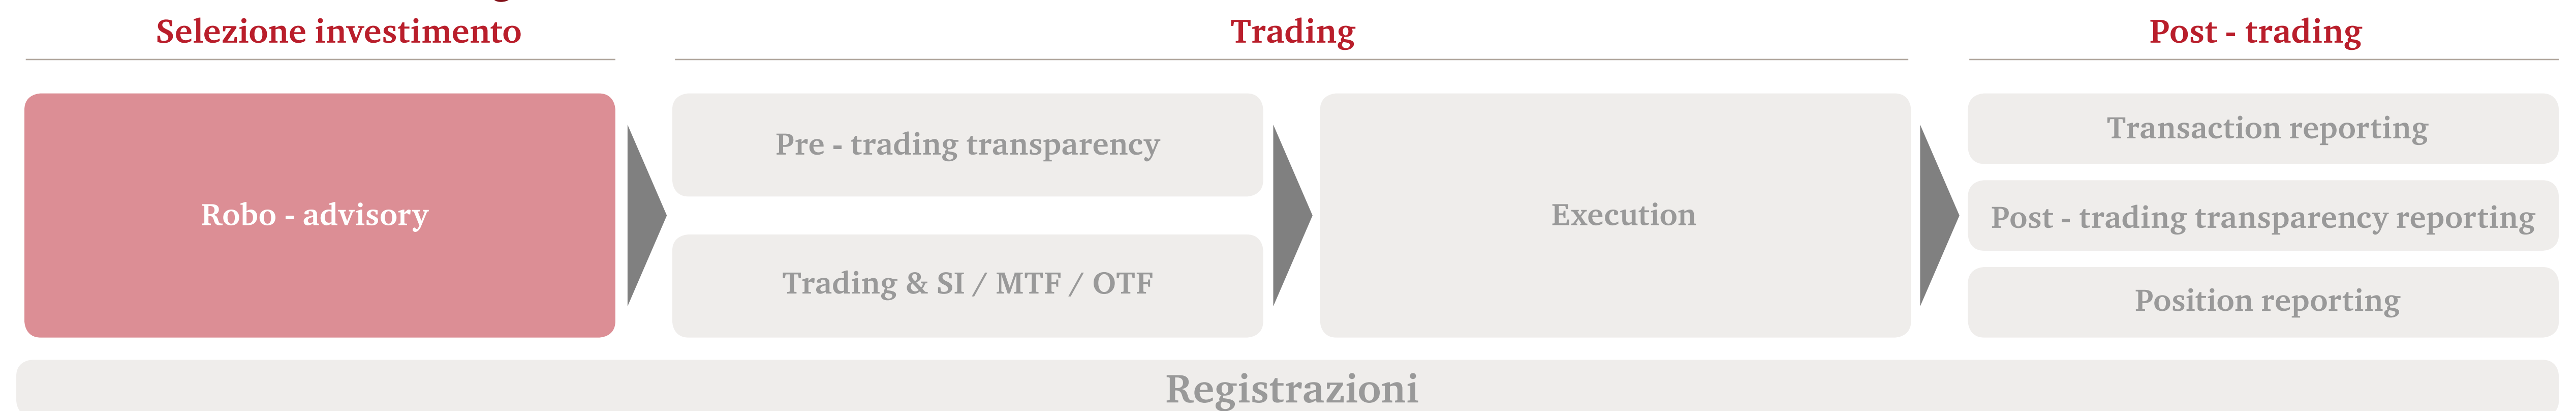 Selezione investimento
Trading
Post - trading
Robo - advisory
Pre - trading transparency
Trading & SI / MTF / OTF
Execution
Transaction reporting
Post - trading transparency reporting
Position reporting
Registrazioni